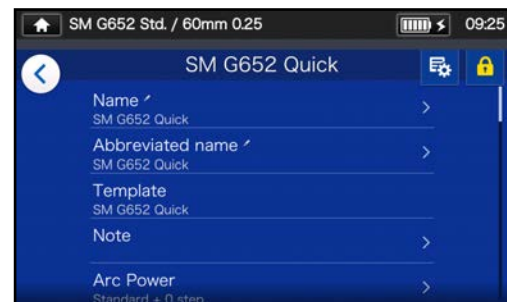 SM G652 Std. / 60mm 0.25 09:25
SM G652 Quick
Name
SM G652 Quick
Abbreviated name
SM G652 Quick
Template
SM G652 Quick
Note
Arc Power
Standard + 0 step